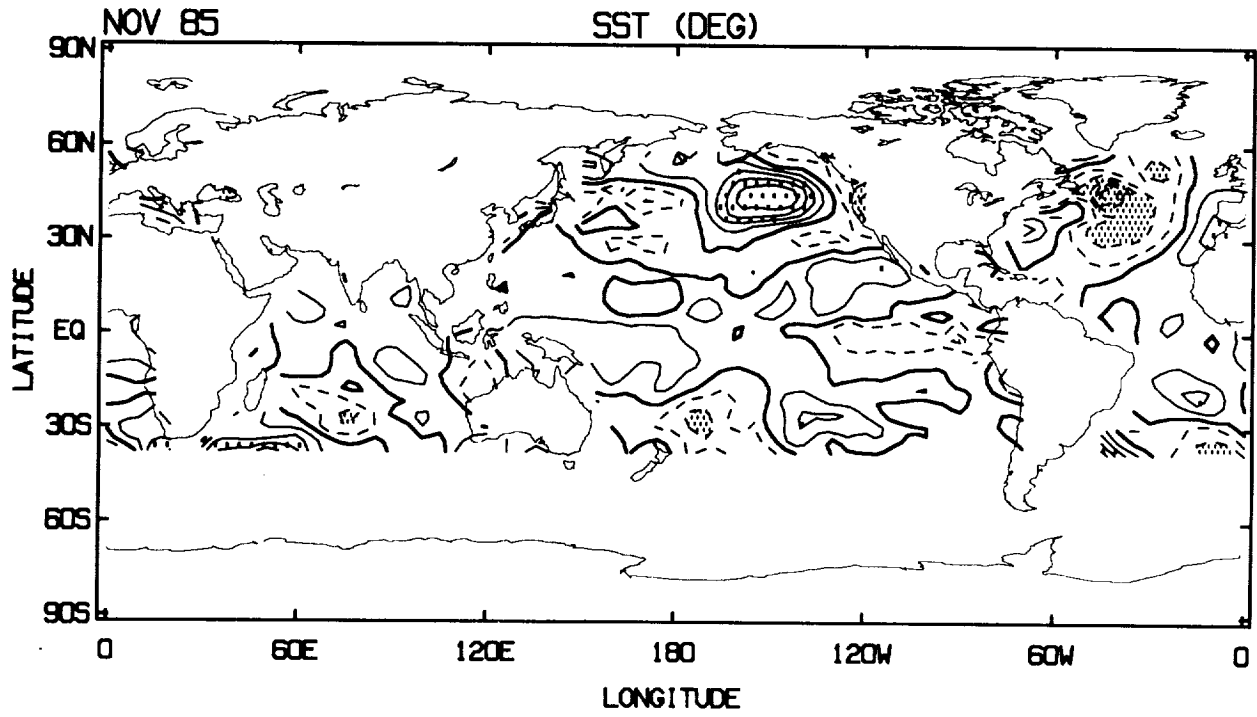 NOV 85
SST (DEG)
90N
60N
30N
EQ
30S
60S
90S
LATITUDE
0
60E
120E
180
120W
60W
0
LONGITUDE